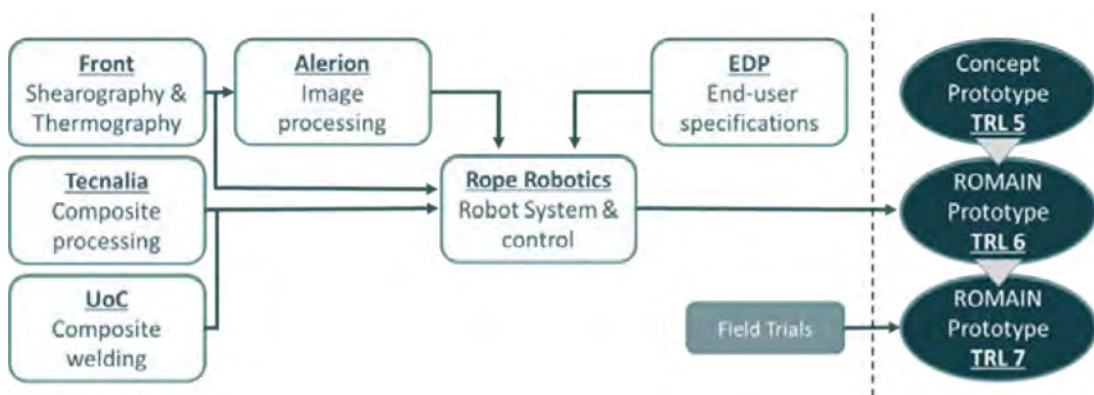 Front
Shearography &
Thermography
Alerion
Image
processing
EDP
End-user
specifications
Concept
Prototype
TRL 5
Tecnalia
Composite
processing
Rope Robotics
Robot System &
control
ROMAIN
Prototype
TRL 6
UoC
Composite
welding
Field Trials
ROMAIN
Prototype
TRL 7